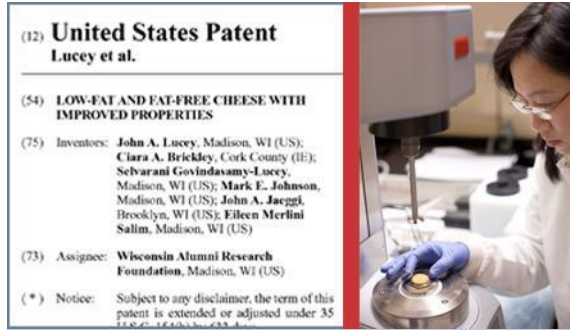 (12) United States Patent
Lucey et al.
(54) LOW-FAT AND FAT-FREE CHEESE WITH
IMPROVED PROPERTIES
(75) Inventors: John A. Lucey, Madison, WI (US);
Ciara A. Brickley, Cork County (IE);
Selvarani Govindasamy-Lucey,
Madison, WI (US); Mark E. Johnson,
Madison, WI (US); John A. Jaeggi,
Brooklyn, WI (US); Eileen Merlini
Salim, Madison, WI (US)
(73) Assignee: Wisconsin Alumni Research
Foundation, Madison, WI (US)
( * ) Notice: Subject to any disclaimer, the term of this
patent is extended or adjusted under 35